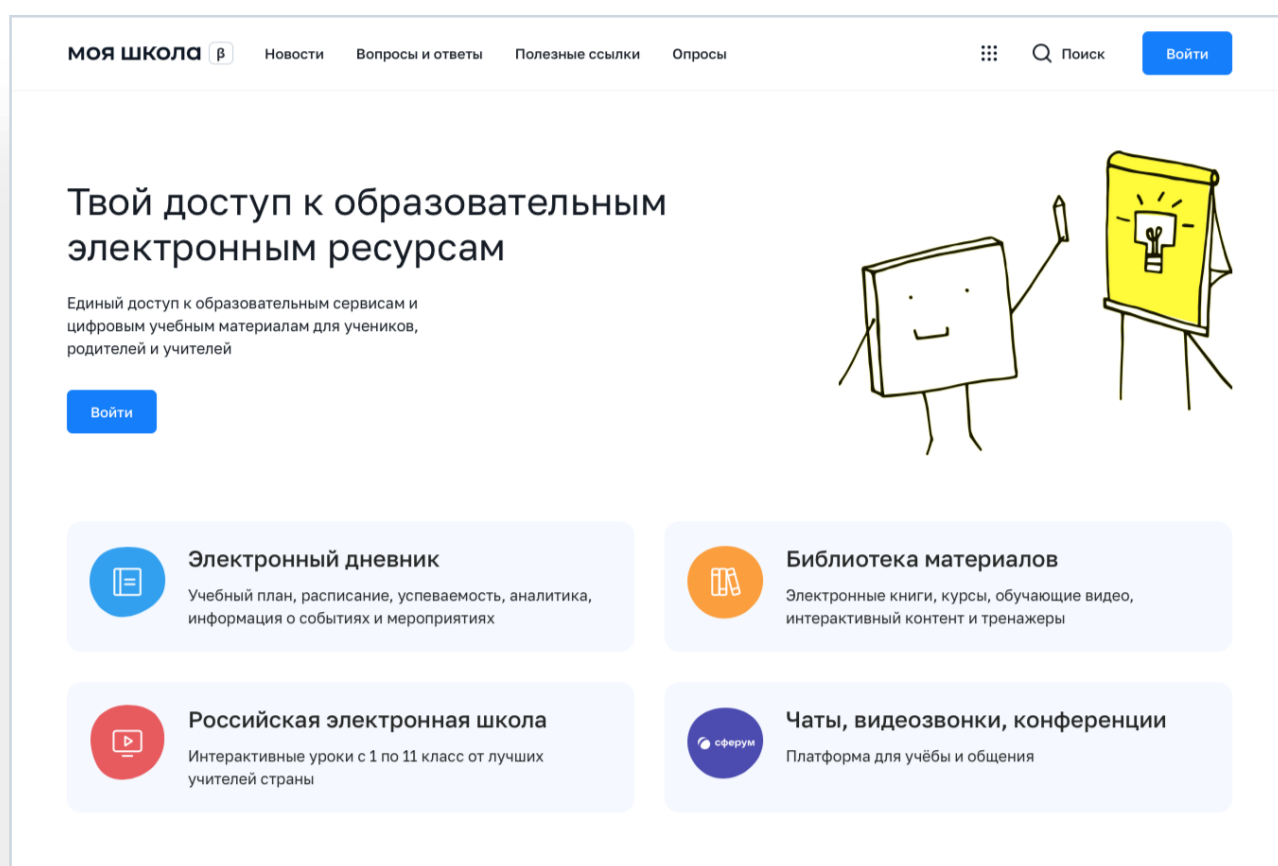 моя школа β Новости Вопросы и ответы Полезные ссылки Опросы Поиск Войти
Твой доступ к образовательным
электронным ресурсам
Единый доступ к образовательным сервисам и
цифровым учебным материалам для учеников,
родителей и учителей
Войти
Электронный дневник
Учебный план, расписание, успеваемость, аналитика,
информация о событиях и мероприятиях
Библиотека материалов
Электронные книги, курсы, обучающие видео,
интерактивный контент и тренажеры
Российская электронная школа
Интерактивные уроки с 1 по 11 класс от лучших
учителей страны
сферум
Чаты, видеозвонки, конференции
Платформа для учёбы и общения